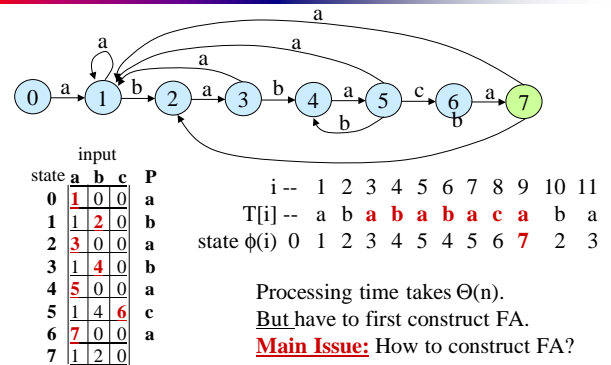 a
a
a
a
0 a 1 b 2 a 3 b 4 a 5 c 6 a 7
b b
input
state a b c P
0 1 0 0 a
1 1 2 0 b
2 3 0 0 a
3 1 4 0 b
4 5 0 0 a
5 1 4 6 c
6 7 0 0 a
7 1 2 0
i -- 1 2 3 4 5 6 7 8 9 10 11
T[i] -- a b a b a b a c a b a
state ϕ(i) 0 1 2 3 4 5 4 5 6 7 2 3
Processing time takes Θ(n).
But have to first construct FA.
Main Issue: How to construct FA?